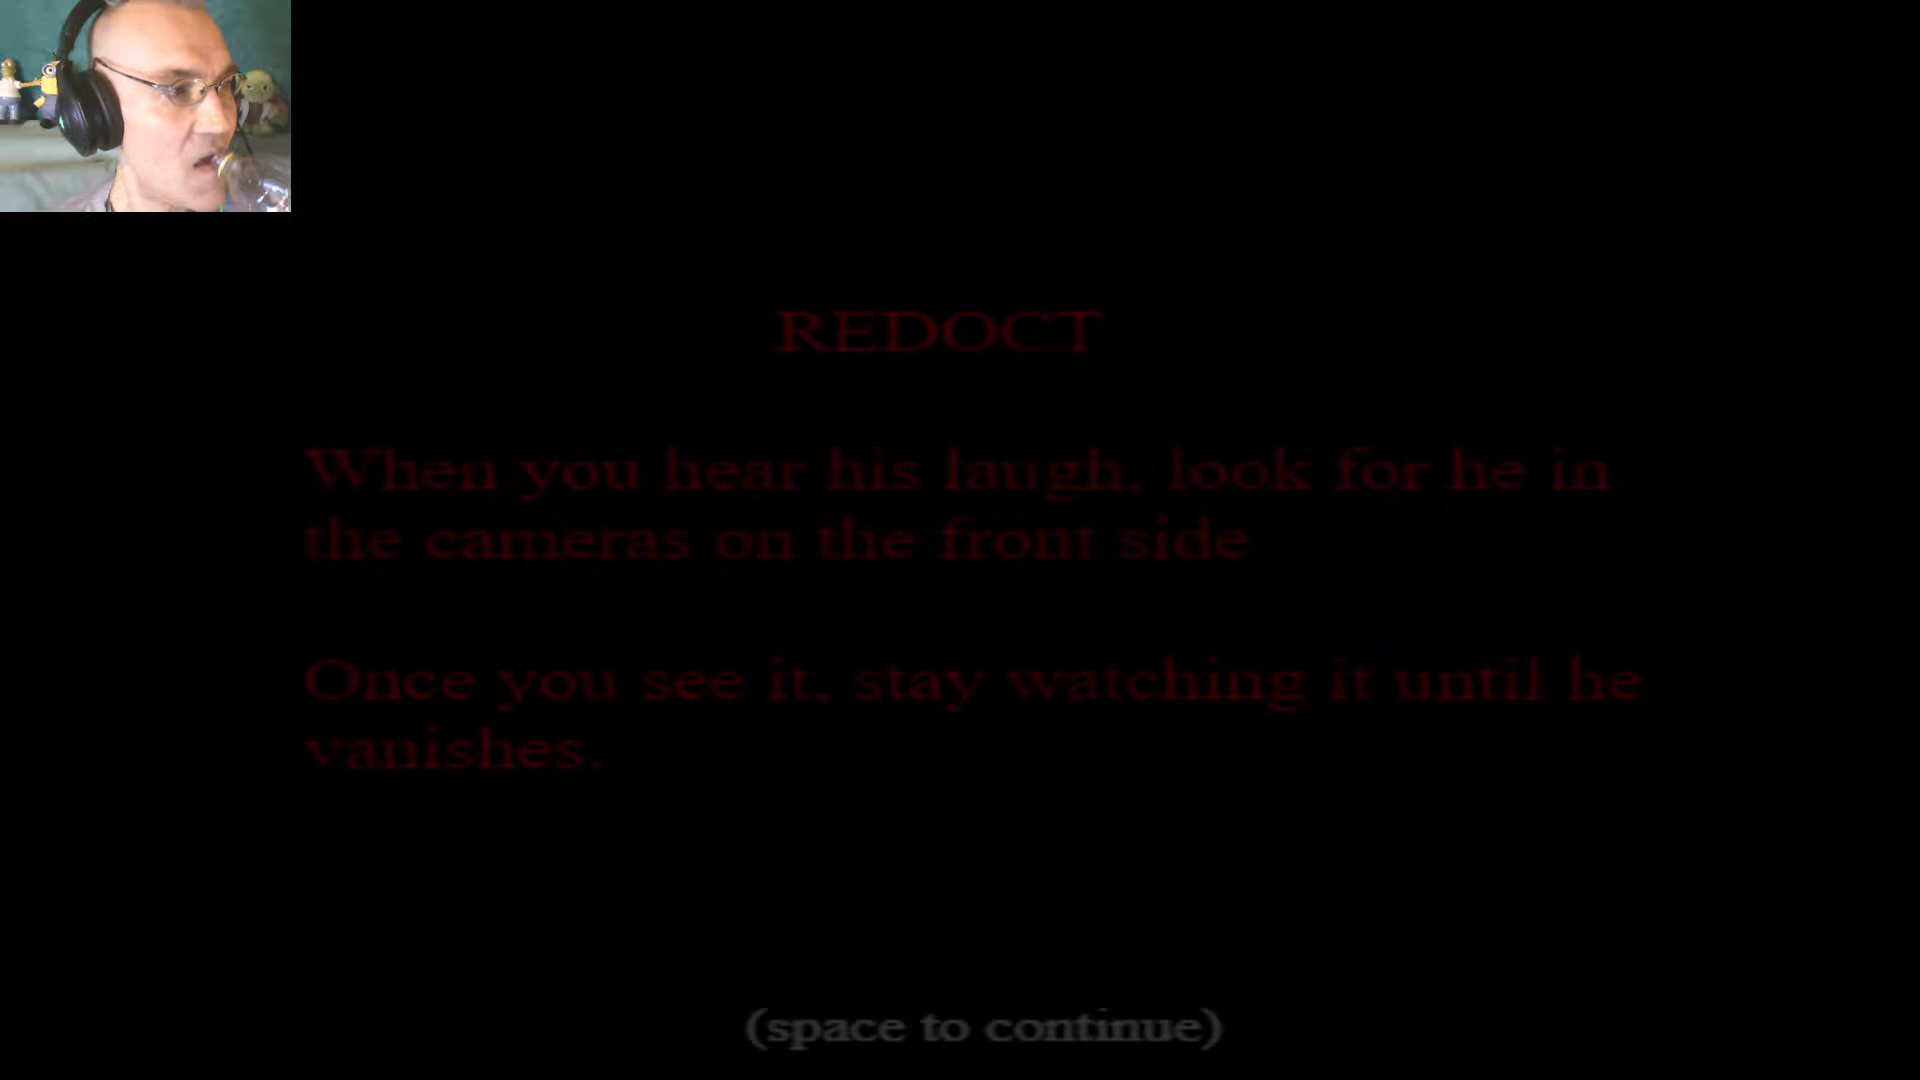 REDOCT
When you hear his laugh, look for he in
the cameras on the front side
Once you see it, stay watching it until he
vanishes.
(space to continue)